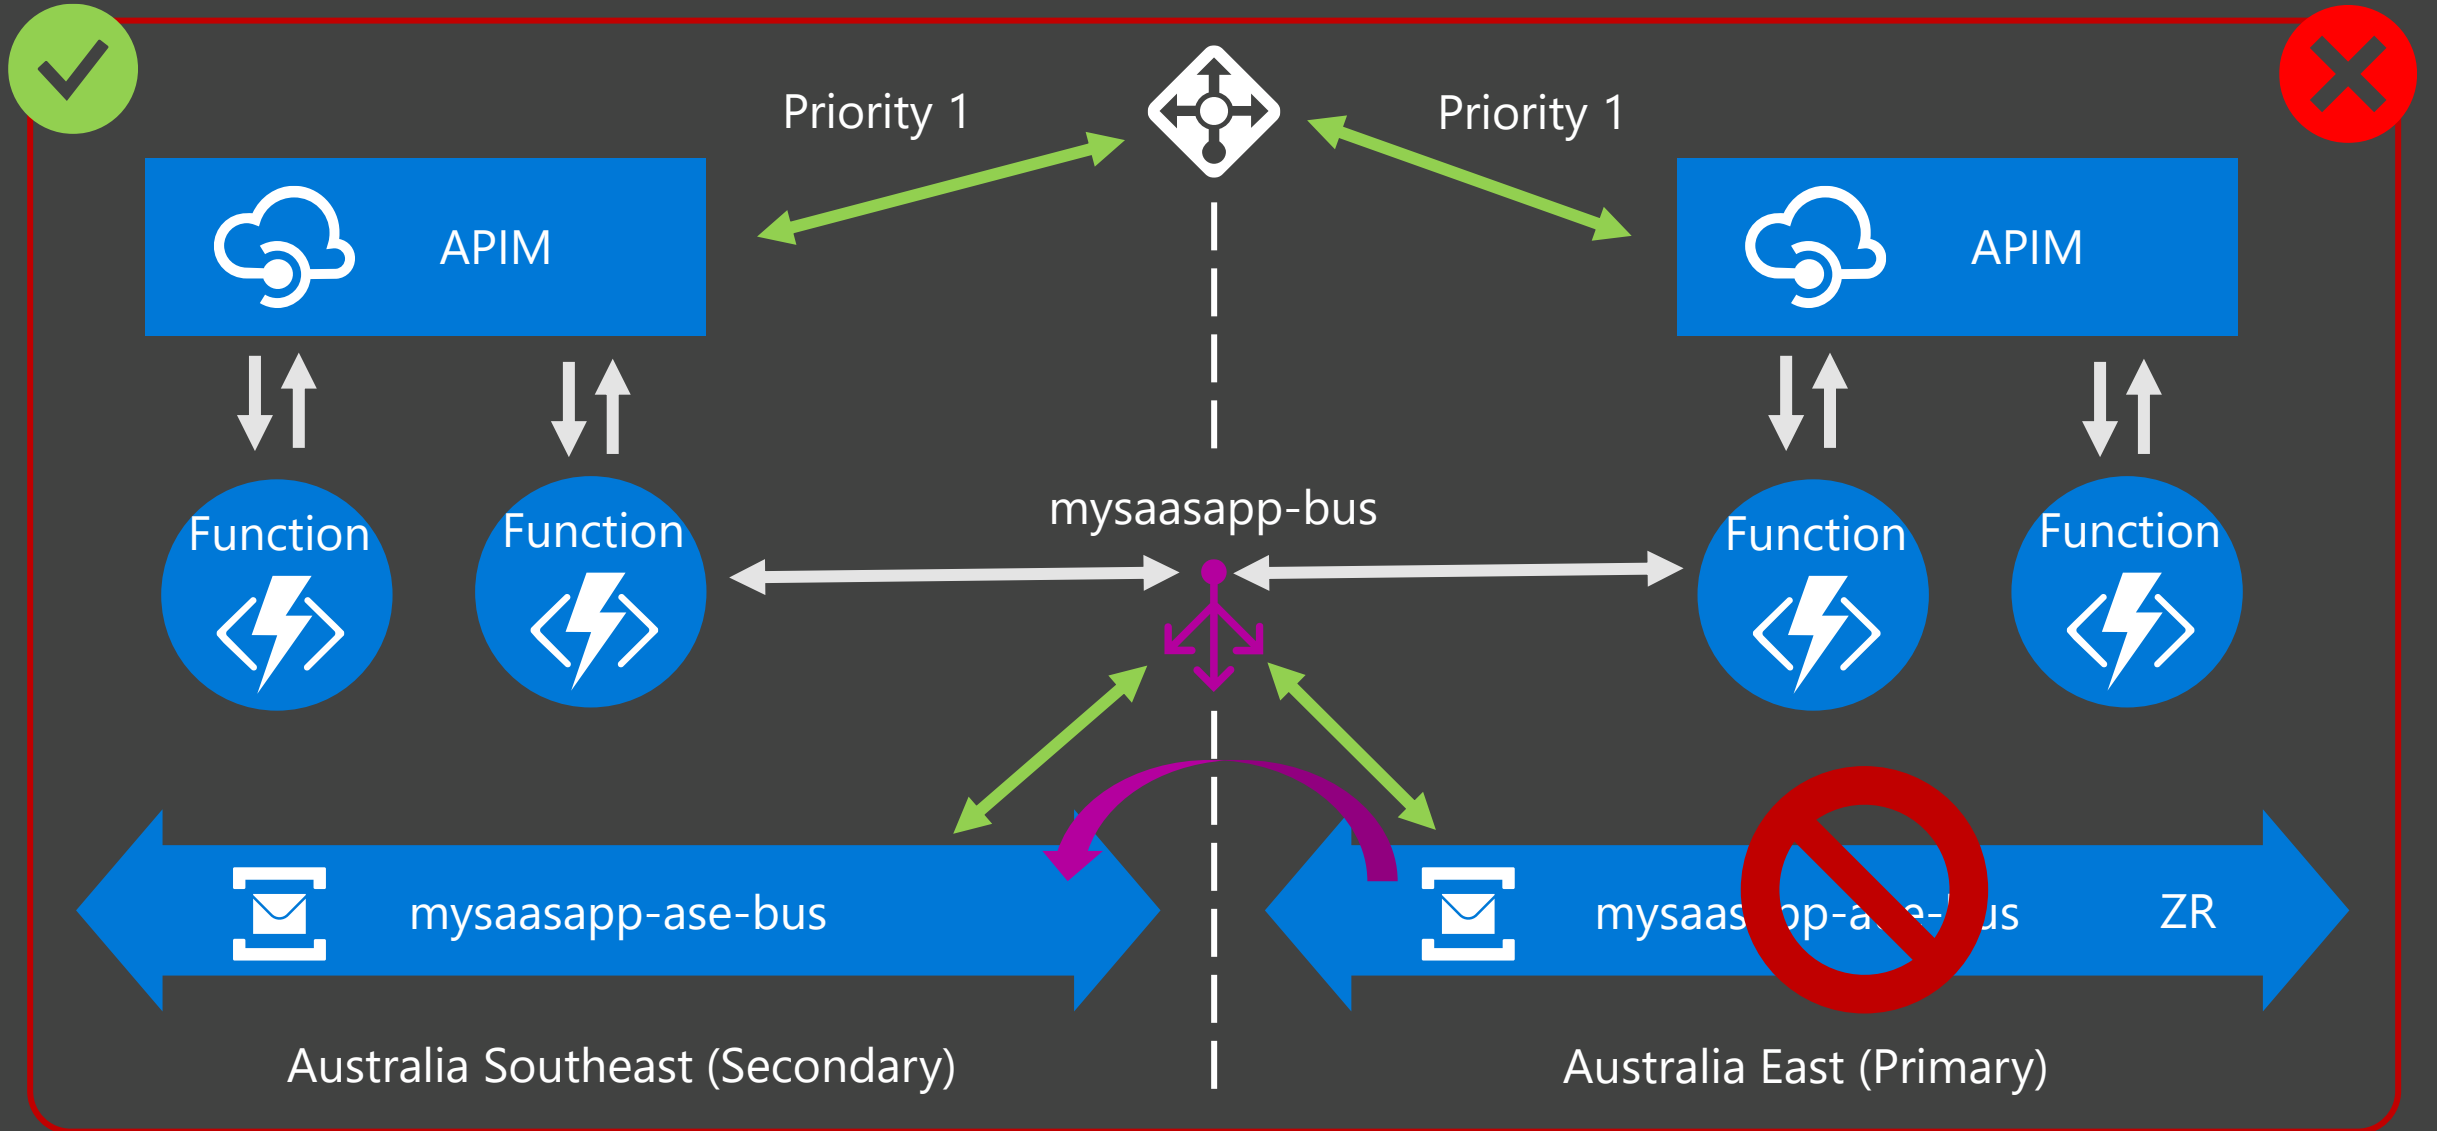 Priority 1
Priority 1
APIM
APIM
mysaasapp-bus
Function
Function
Function
Function
mysaasapp-ase-bus
ZR
Australia Southeast (Secondary)
Australia East (Primary)